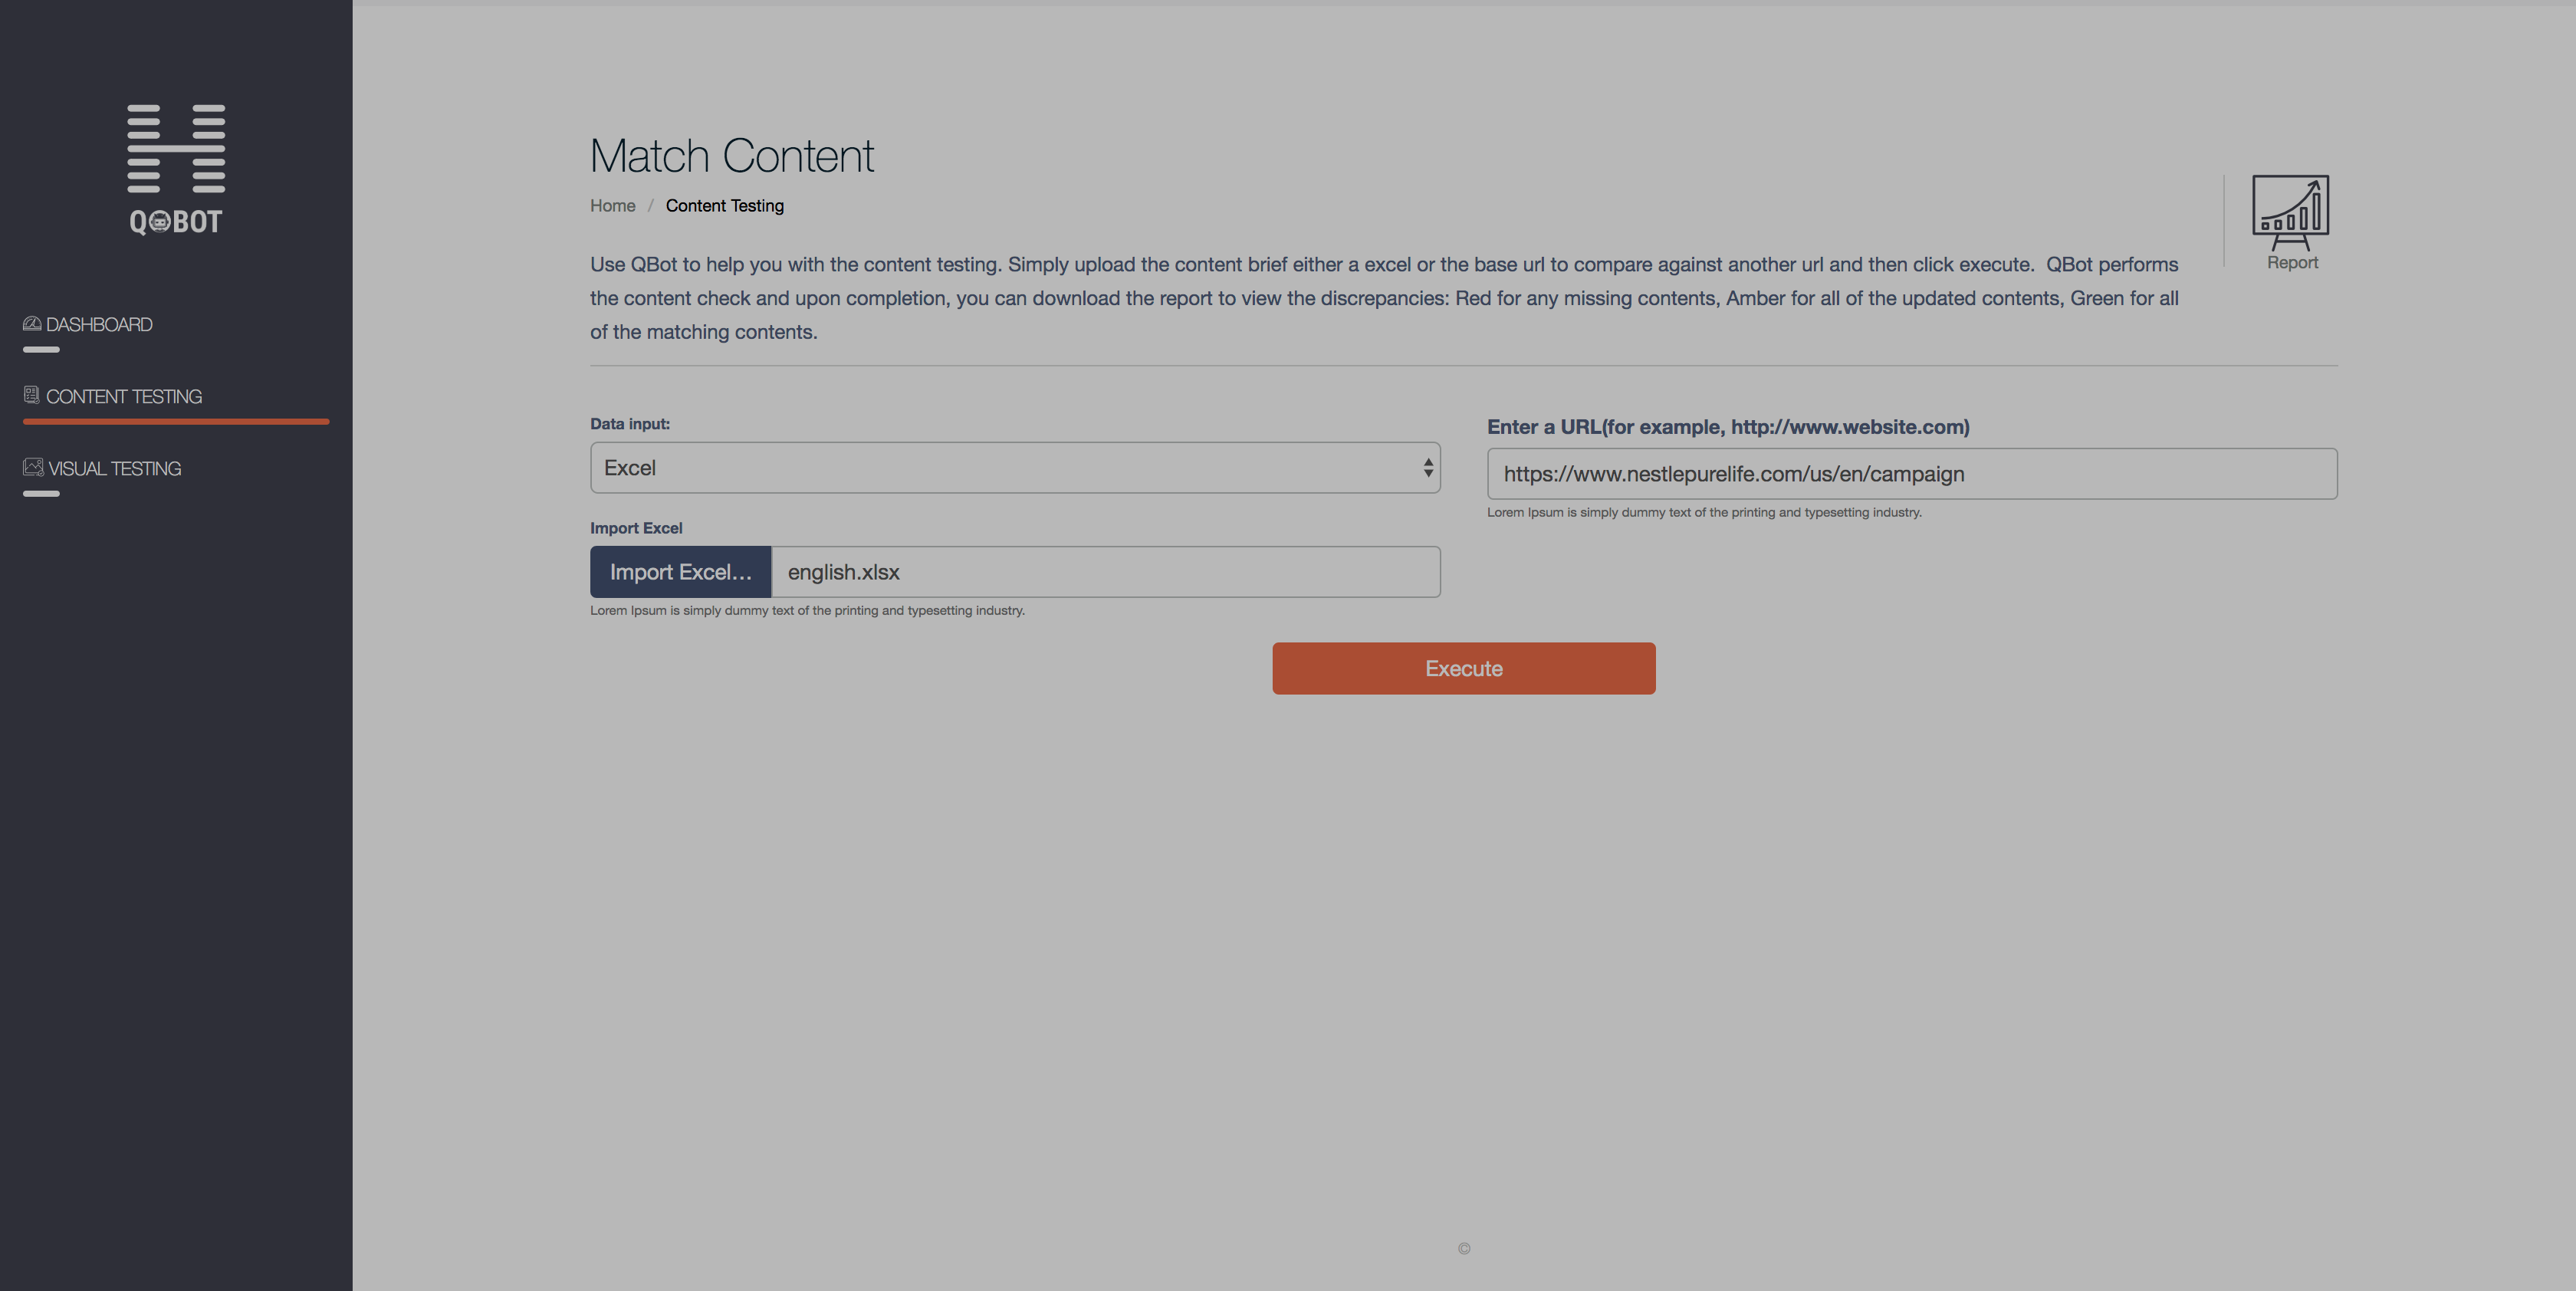 QBOT
DASHBOARD
CONTENT TESTING
VISUAL TESTING
Match Content
Home / Content Testing
Use QBot to help you with the content testing. Simply upload the content brief either a excel or the base url to compare against another url and then click execute.  QBot performs
the content check and upon completion, you can download the report to view the discrepancies: Red for any missing contents, Amber for all of the updated contents, Green for all
of the matching contents.
Report
Data input:
Excel
Import Excel
Import Excel... english.xlsx
Lorem Ipsum is simply dummy text of the printing and typesetting industry.
Enter a URL(for example, http://www.website.com)
https://www.nestlepurelife.com/us/en/campaign
Lorem Ipsum is simply dummy text of the printing and typesetting industry.
Execute
©